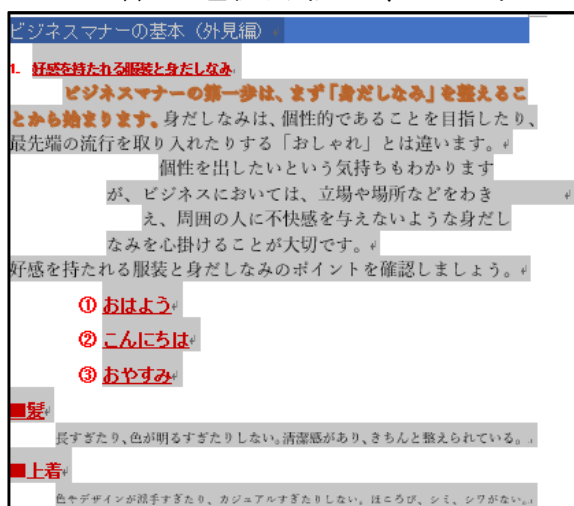 ビジネスマナーの基本（外見編）
1. 好感を持たれる服装と身だしなみ
ビジネスマナーの第一歩は、まず「身だしなみ」を整えるこ
とから始まります。身だしなみは、個性的であることを目指したり、
最先端の流行を取り入れたりする「おしゃれ」とは違います。
個性を出したいという気持ちもわかります
が、ビジネスにおいては、立場や場所などをわき
え、周囲の人に不快感を与えないような身だし
なみを心掛けることが大切です。
好感を持たれる服装と身だしなみのポイントを確認しましょう。
① おはよう
② こんにちは
③ おやすみ
■髪
長すぎたり、色が明るすぎたりしない。清潔感があり、きちんと整えられている。
■上着
色やデザインが派手すぎたり、カジュアルすぎたりしない。ほころび、シミ、シワがない。